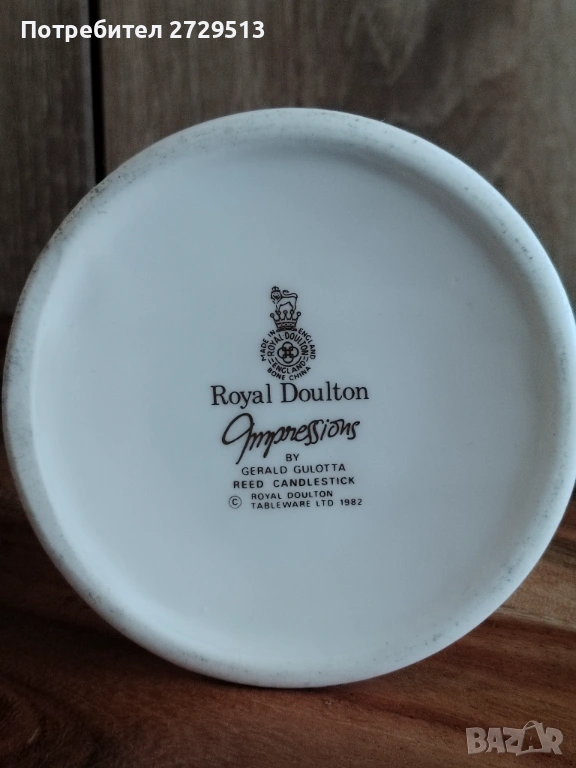 Потребител 2729513
MADE IN ENGLAND
ROYAL DOULTON
ENGLAND
BONE CHINA
Royal Doulton
Impressions
BY
GERALD GULOTTA
REED CANDLESTICK
© ROYAL DOULTON
TABLEWARE LTD 1982
BAZAR